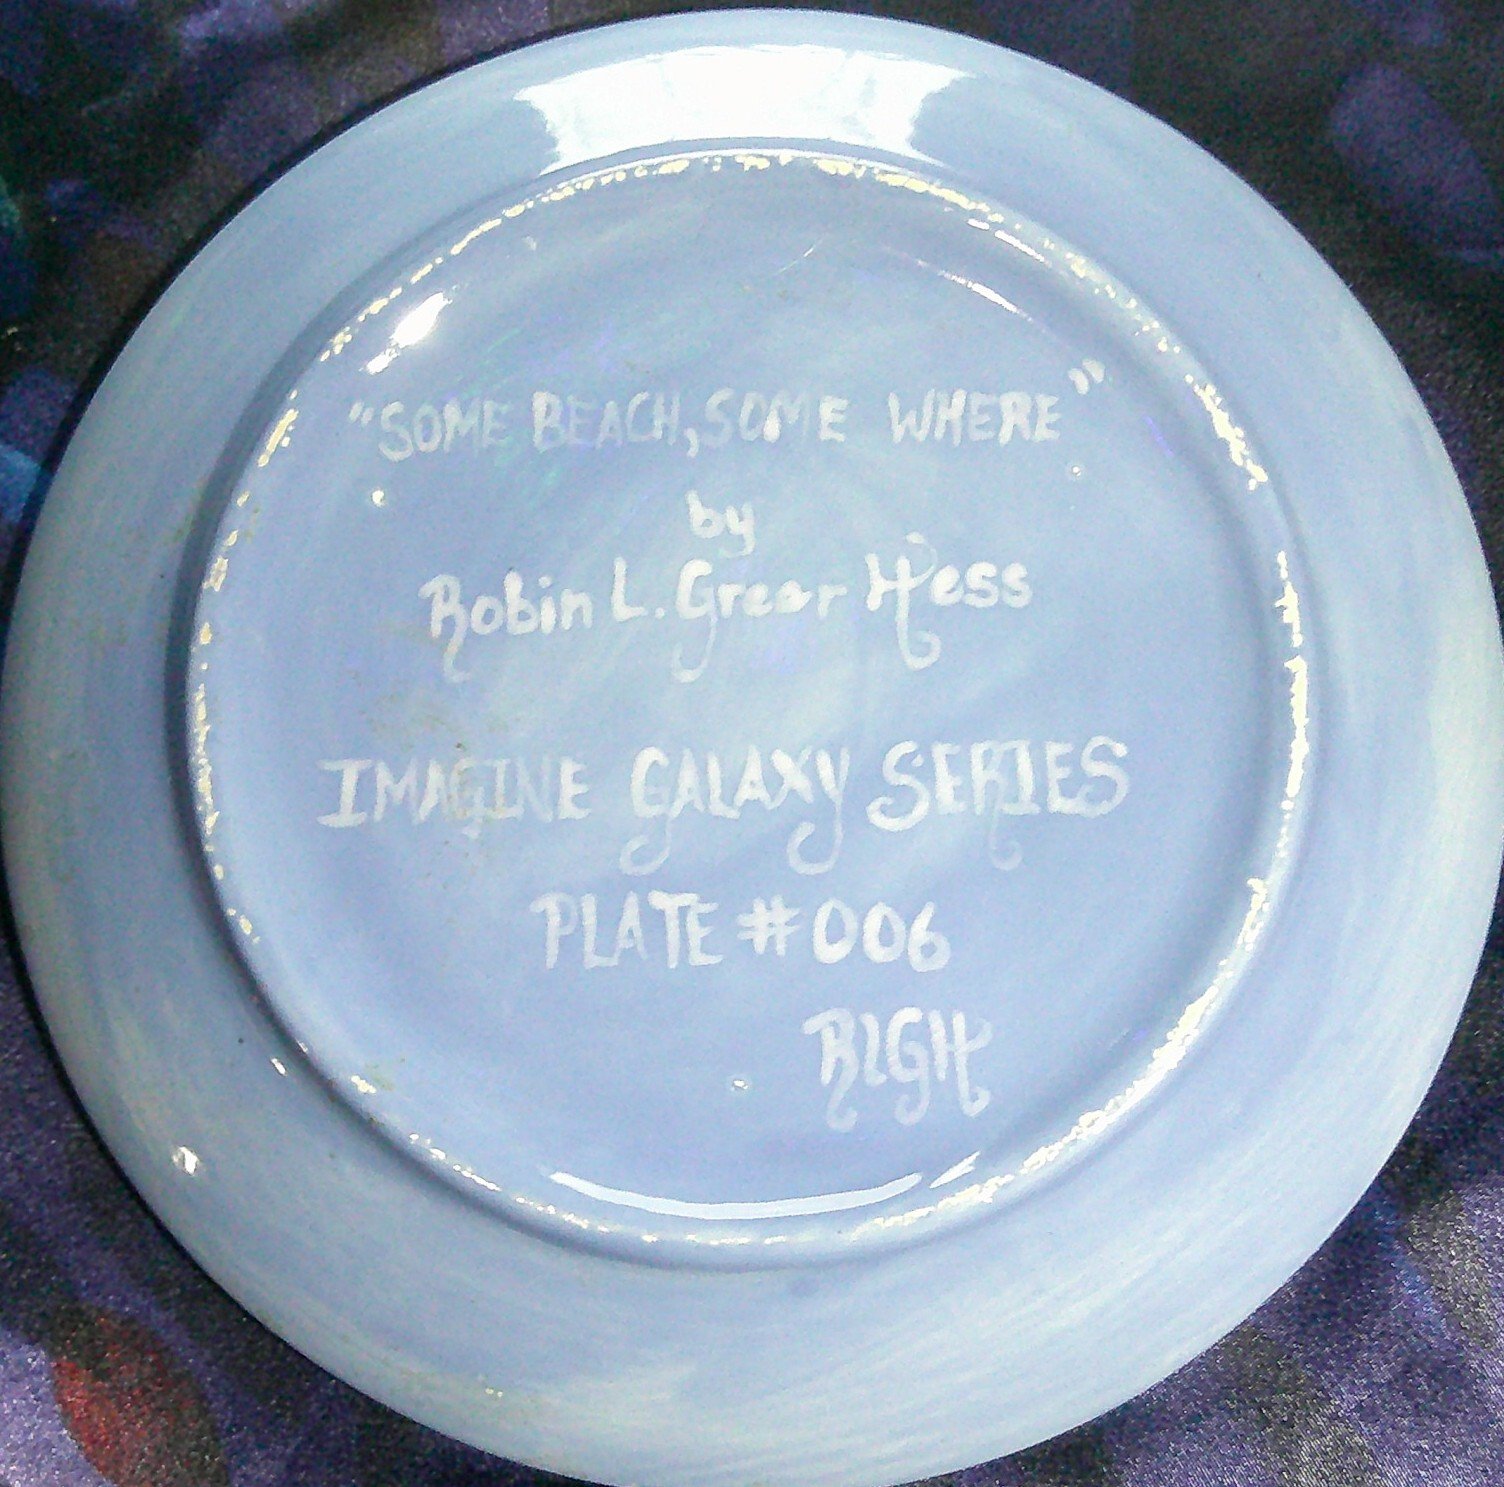 "SOME BEACH, SOME WHERE"
by
Robin L. Greer Hess
IMAGINE GALAXY SERIES
PLATE #006
RLGH